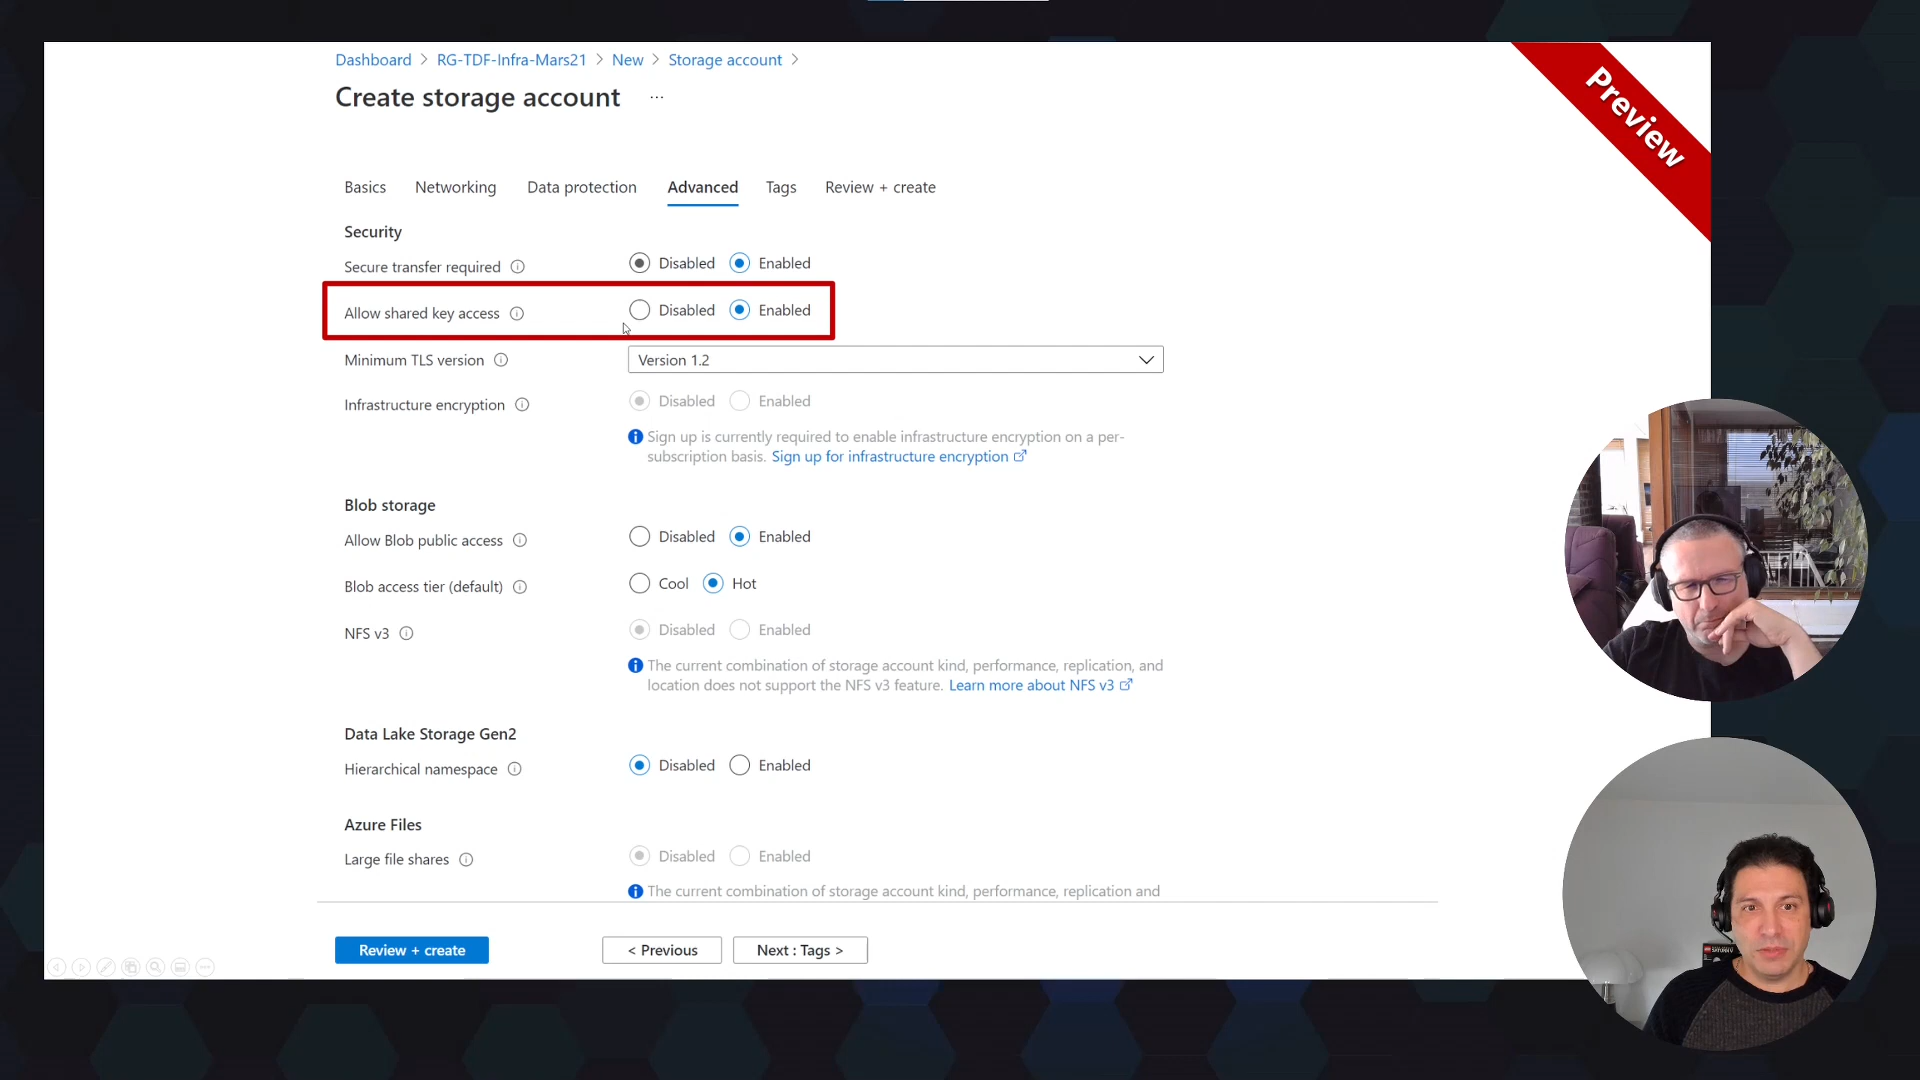 Dashboard > RG-TDF-Infra-Mars21 > New > Storage account >
Create storage account ...
Preview
Basics Networking Data protection Advanced Tags Review + create
Security
Secure transfer required Disabled Enabled
Allow shared key access Disabled Enabled
Minimum TLS version Version 1.2
Infrastructure encryption Disabled Enabled
Sign up is currently required to enable infrastructure encryption on a per-
subscription basis. Sign up for infrastructure encryption
Blob storage
Allow Blob public access Disabled Enabled
Blob access tier (default) Cool Hot
NFS v3 Disabled Enabled
The current combination of storage account kind, performance, replication, and
location does not support the NFS v3 feature. Learn more about NFS v3
Data Lake Storage Gen2
Hierarchical namespace Disabled Enabled
Azure Files
Large file shares Disabled Enabled
The current combination of storage account kind, performance, replication and
Review + create < Previous Next : Tags >